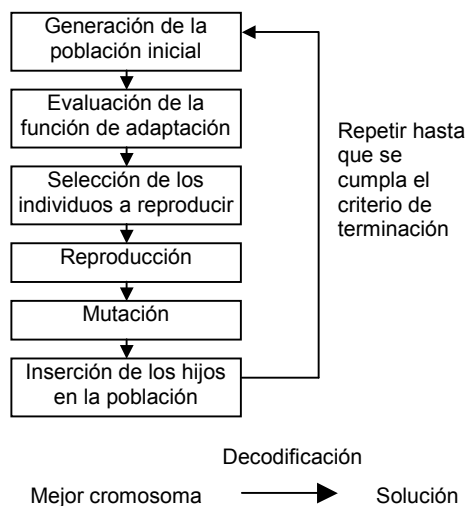 Generación de la
población inicial
Evaluación de la
función de adaptación
Selección de los
individuos a reproducir
Reproducción
Mutación
Inserción de los hijos
en la población
Repetir hasta
que se
cumpla el
criterio de
terminación
Decodificación
Mejor cromosoma
Solución